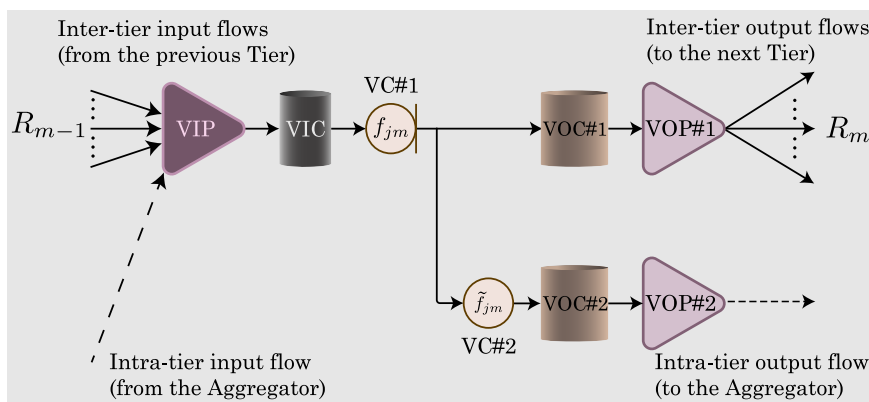 Inter-tier input flows
(from the previous Tier)
Inter-tier output flows
(to the next Tier)
VC#1
R_{m−1}
VIP
VIC
f_{jm}
VOC#1
VOP#1
R_m
f̃_{jm}
VOC#2
VOP#2
VC#2
Intra-tier input flow
(from the Aggregator)
Intra-tier output flow
(to the Aggregator)